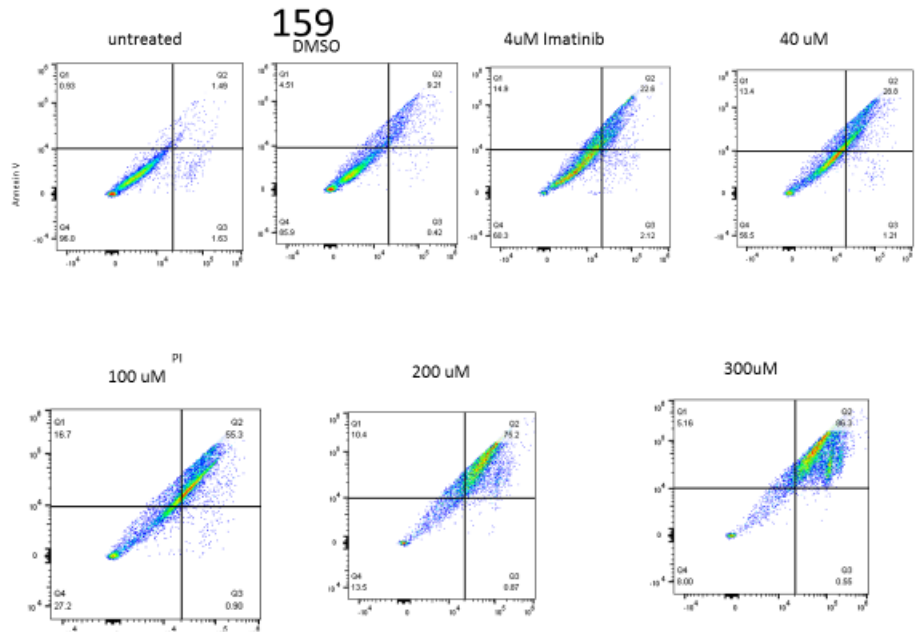 159
untreated
DMSO
4uM Imatinib
40 uM
Q1
0.93
Q2
1.49
Q4
96.0
Q3
1.63
Annexin V
Q1
4.51
Q2
9.21
Q4
85.9
Q3
0.42
Q1
14.9
Q2
22.6
Q4
60.3
Q3
2.12
Q1
13.4
Q2
28.8
Q4
56.5
Q3
1.21
PI
100 uM
200 uM
300uM
Q1
16.7
Q2
55.3
Q4
27.2
Q3
0.90
Q1
10.4
Q2
75.2
Q4
13.5
Q3
0.87
Q1
5.16
Q2
86.3
Q4
8.00
Q3
0.55